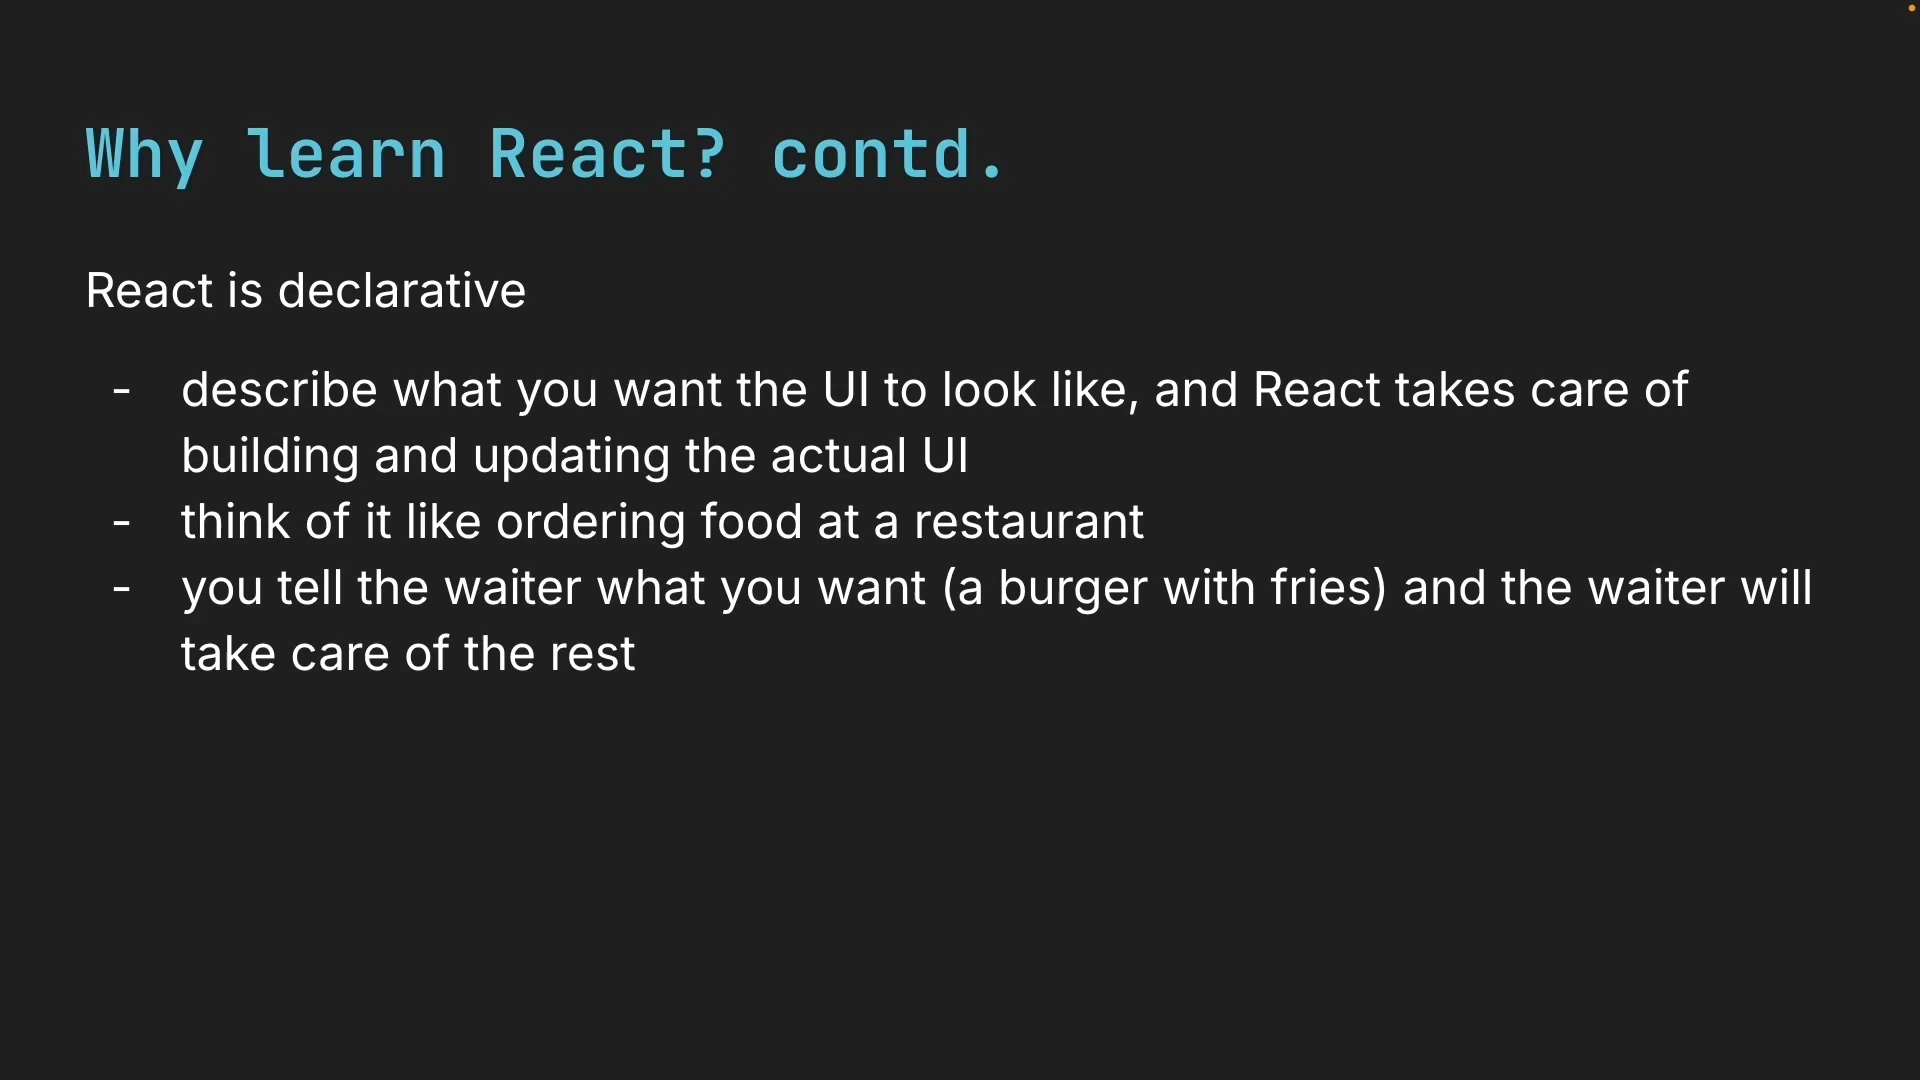 Why learn React? contd.
React is declarative
- describe what you want the UI to look like, and React takes care of
building and updating the actual UI
- think of it like ordering food at a restaurant
- you tell the waiter what you want (a burger with fries) and the waiter will
take care of the rest